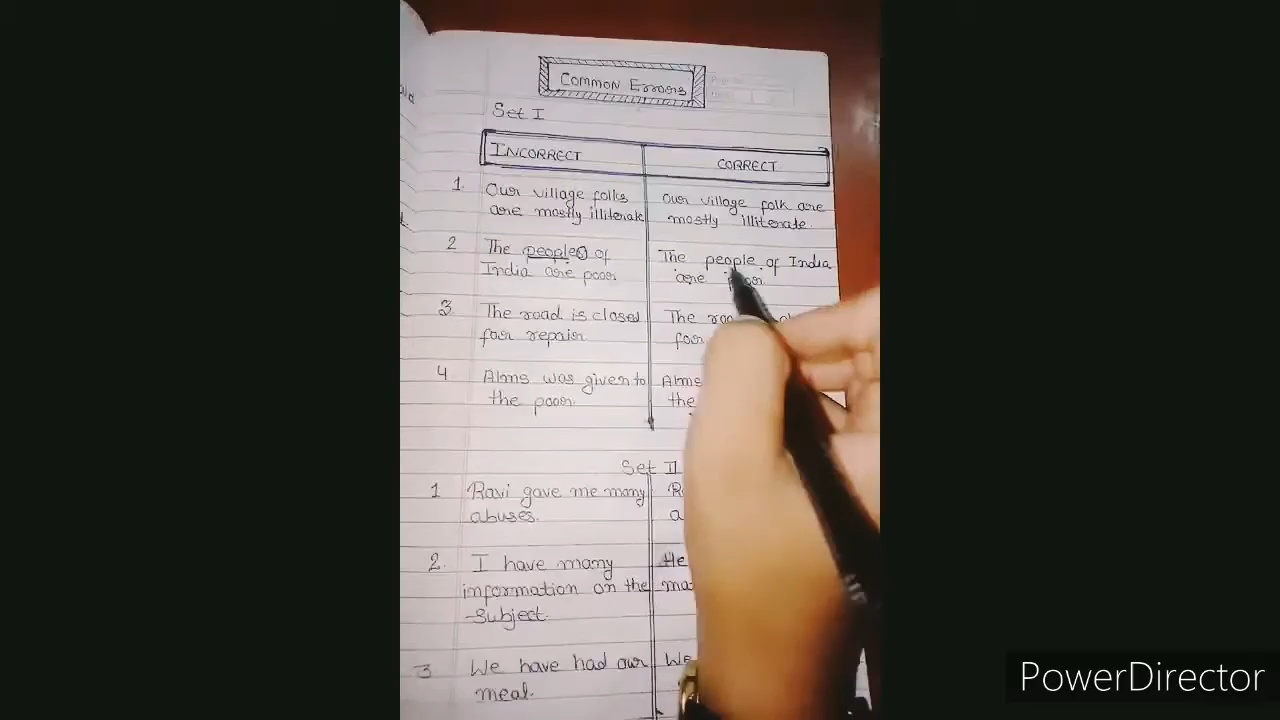 COMMON ERRORS
Set I
INCORRECT
CORRECT
1. Our village folks
are mostly illiterate
Our village folk are
mostly illiterate
2 The peoples of
India are poor.
The people of India
are poor
3. The road is closed
for repair
The
for
4 Alms was given to
the poor.
Alms
the
Set II
1 Ravi gave me many
abuses.
2. I have many
information on the
subject.
He
3 We have had our
meal.
We
PowerDirector